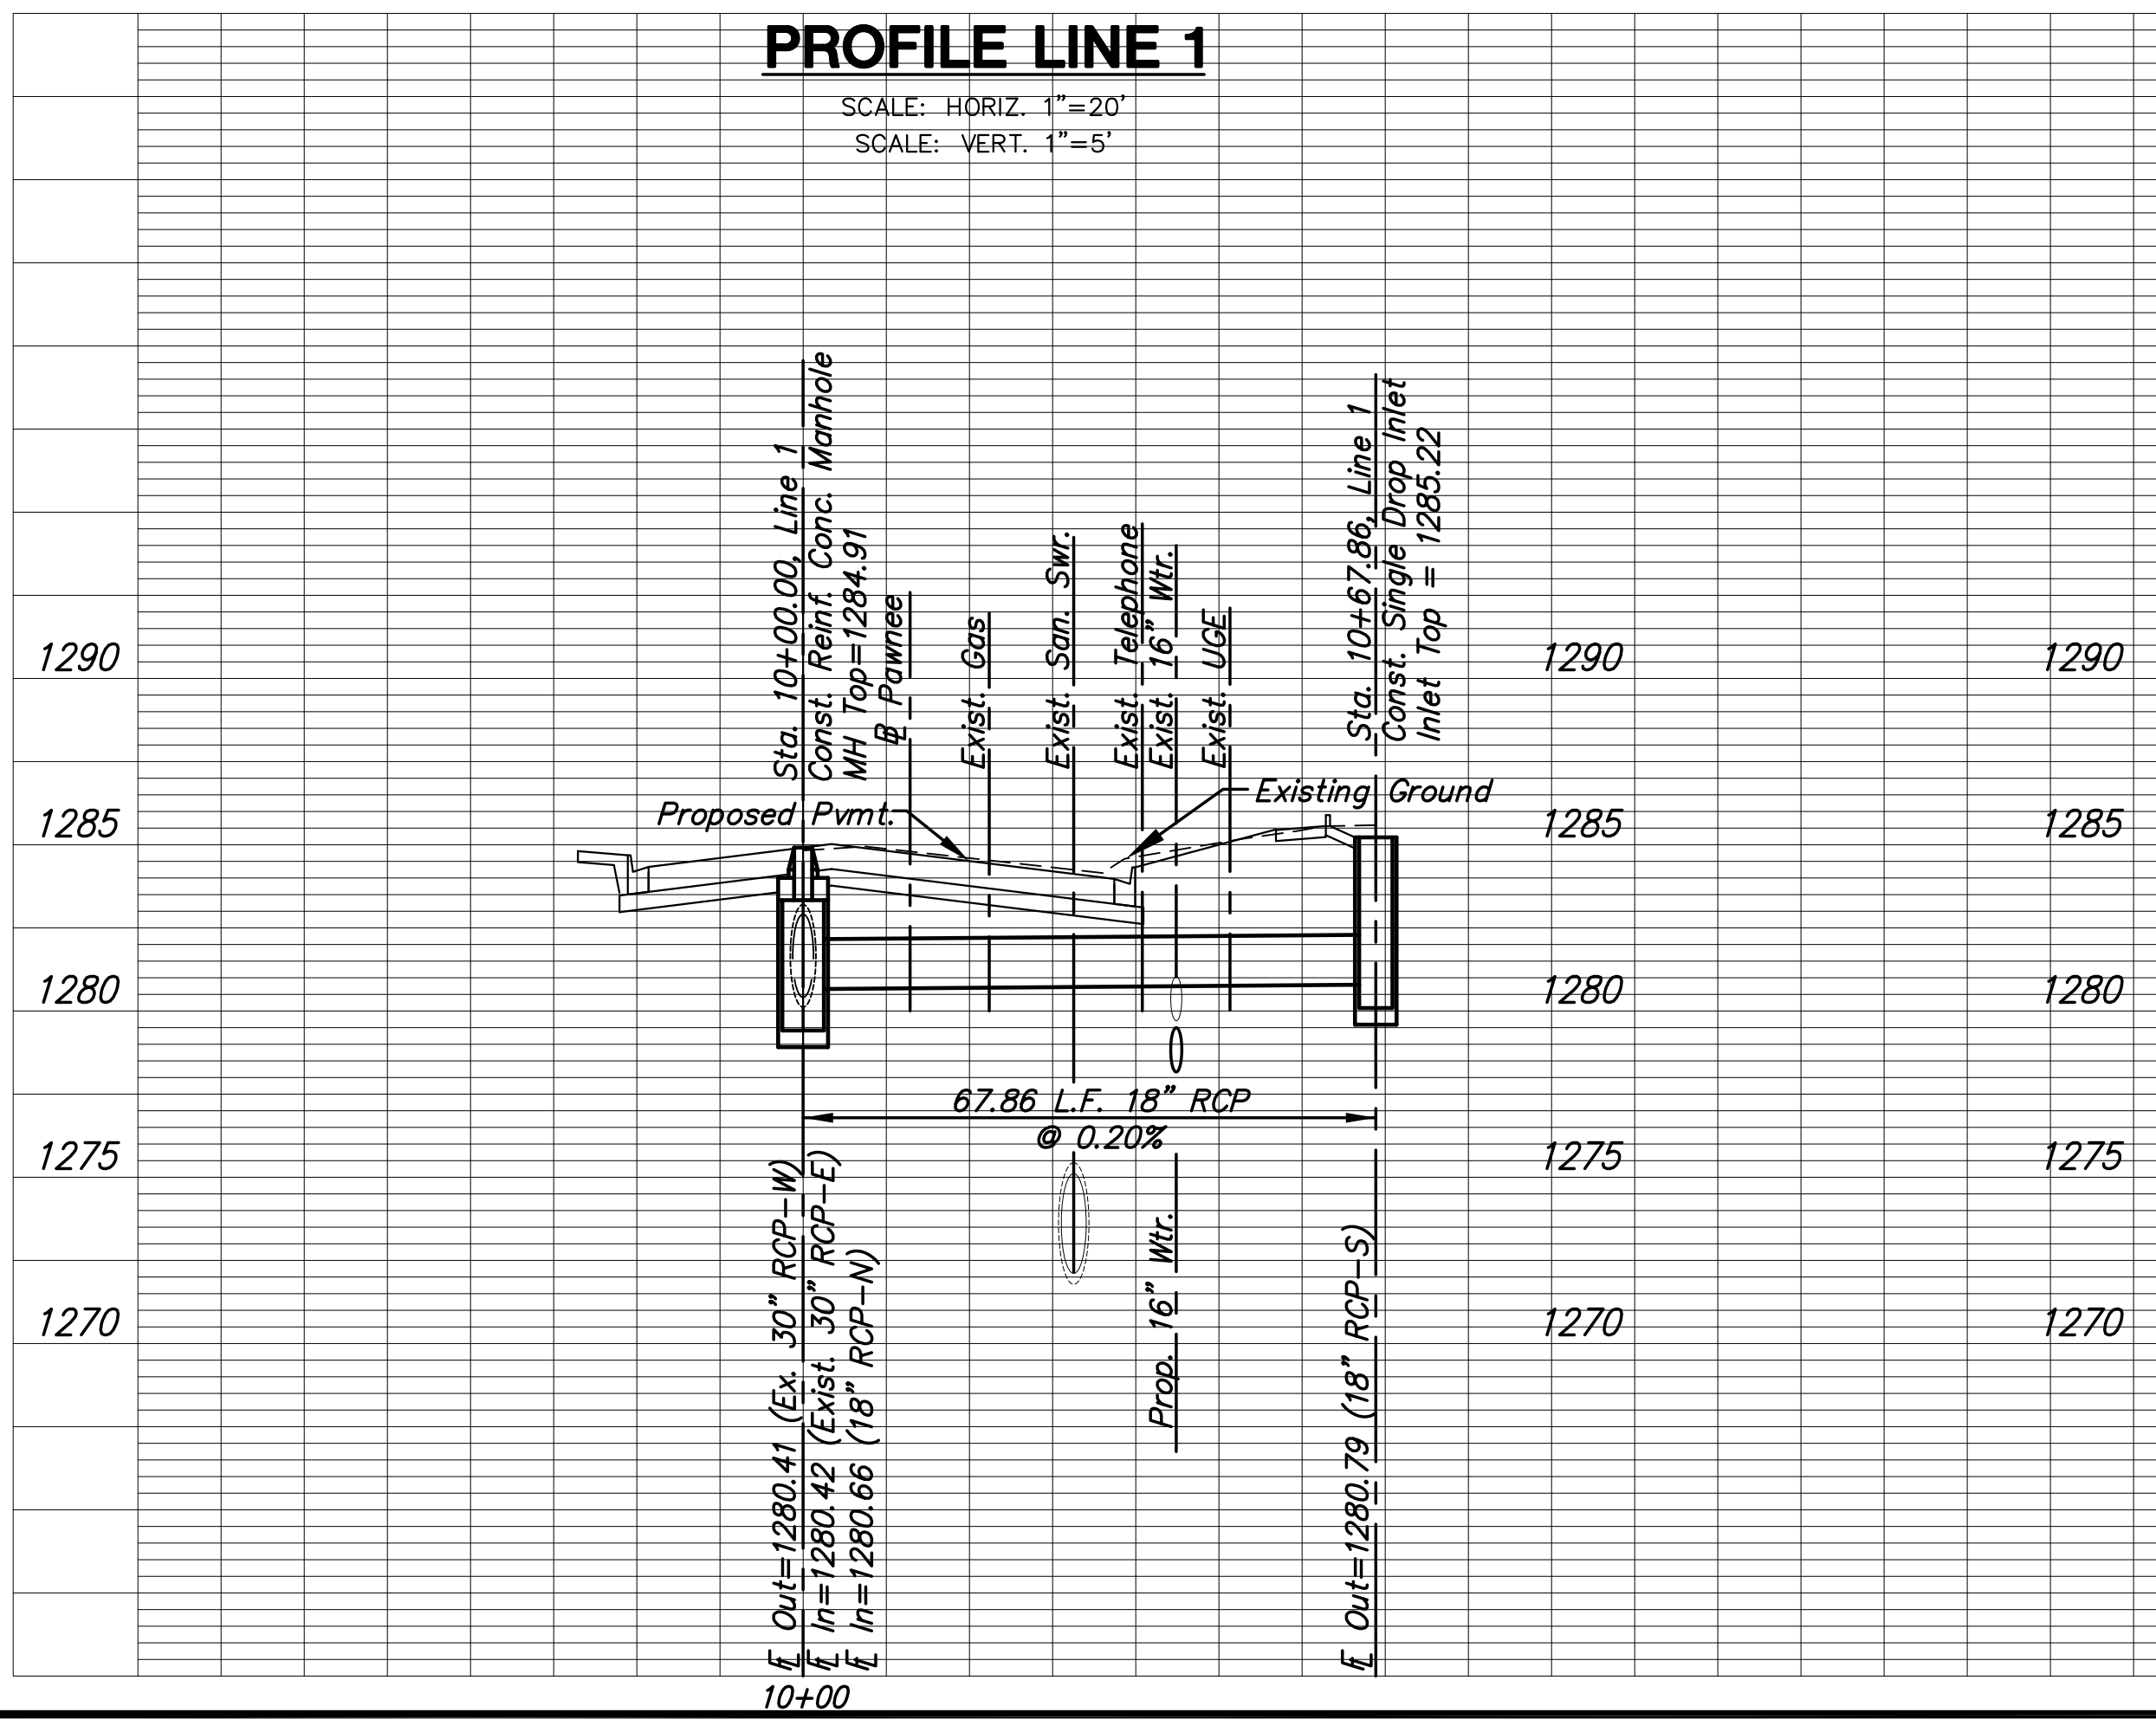 PROFILE LINE 1
SCALE: HORIZ. 1"=20'
SCALE: VERT. 1"=5'
Sta. 10+00.00, Line 1
Const. Reinf. Conc. Manhole
MH Top=1284.91
℄ Pawnee
Exist. Gas
Exist. San. Swr.
Exist. Telephone
Exist. 16" Wtr.
Exist. UGE
Sta. 10+67.86, Line 1
Const. Single Drop Inlet
Inlet Top = 1285.22
1290 1290 1290
Proposed Pvmt.
Existing Ground
1285 1285 1285
1280 1280 1280
67.86 L.F. 18" RCP
@ 0.20%
1275 1275 1275
1270 1270 1270
FL Out=1280.41 (Ex. 30" RCP-W)
FL In=1280.42 (Exist. 30" RCP-E)
FL In=1280.66 (18" RCP-N)
Prop. 16" Wtr.
FL Out=1280.79 (18" RCP-S)
10+00